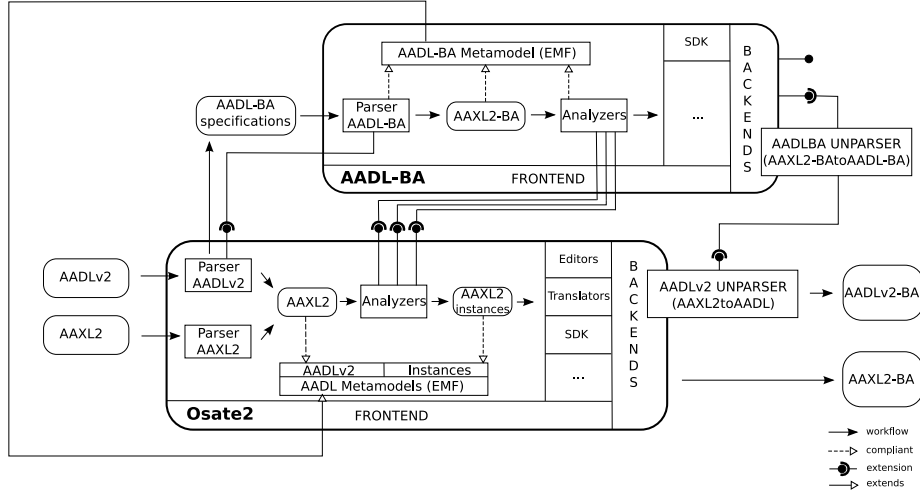 AADL-BA Metamodel (EMF)
SDK
BACKENDS
AADL-BA
specifications
Parser
AADL-BA
AAXL2-BA
Analyzers
...
AADLBA UNPARSER
(AAXL2-BAtoAADL-BA)
AADL-BA
FRONTEND
AADLv2
Parser
AADLv2
AAXL2
Analyzers
AAXL2
instances
Editors
Translators
SDK
...
BACKENDS
AADLv2 UNPARSER
(AAXL2toAADL)
AADLv2-BA
AAXL2
Parser
AAXL2
AADLv2
Instances
AADL Metamodels (EMF)
AAXL2-BA
Osate2
FRONTEND
workflow
compliant
extension
extends